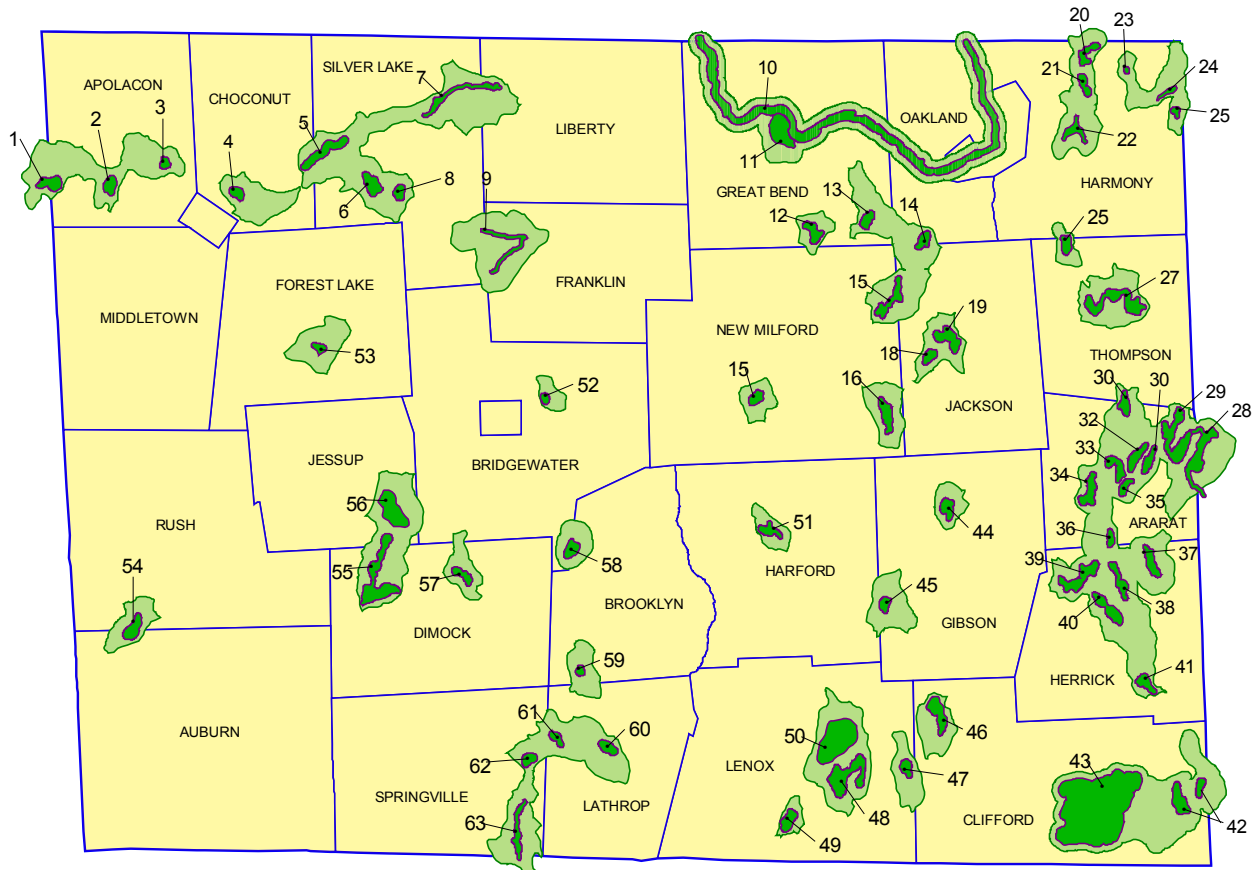 20
23
SILVER LAKE
7
24
APOLACON
21
10
CHOCONUT
3
5
OAKLAND
25
2
LIBERTY
22
1
4
11
HARMONY
6
8
9
GREAT BEND
13
12
14
25
FOREST LAKE
FRANKLIN
27
15
MIDDLETOWN
NEW MILFORD
19
53
18
THOMPSON
52
15
16
30
30
29
JACKSON
28
32
JESSUP
BRIDGEWATER
33
34
56
35
44
51
RUSH
36
ARARAT
37
54
55
57
58
HARFORD
39
45
BROOKLYN
38
40
DIMOCK
GIBSON
59
41
HERRICK
61
60
46
AUBURN
50
62
LENOX
47
43
SPRINGVILLE
LATHROP
63
48
CLIFFORD
42
49